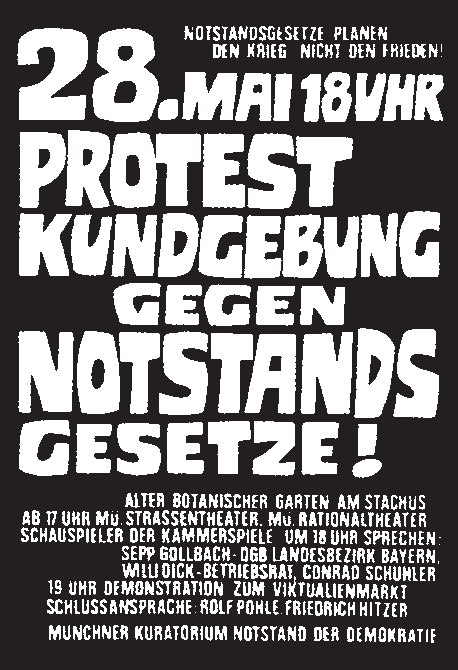 NOTSTANDSGESETZE PLANEN
DEN KRIEG NICHT DEN FRIEDEN!
28. MAI 18 UHR
PROTEST
KUNDGEBUNG
GEGEN
NOTSTANDS
GESETZE!
ALTER BOTANISCHER GARTEN AM STACHUS
AB 17 UHR MÜ. STRASSENTHEATER. MÜ. RATIONALTHEATER
SCHAUSPIELER DER KAMMERSPIELE UM 18 UHR SPRECHEN:
SEPP GOLLBACH - DGB LANDESBEZIRK BAYERN,
WILLI DICK - BETRIEBSRAT, CONRAD SCHUHLER
19 UHR DEMONSTRATION ZUM VIKTUALIENMARKT
SCHLUSSANSPRACHE: ROLF POHLE, FRIEDRICH HITZER
MÜNCHNER KURATORIUM NOTSTAND DER DEMOKRATIE